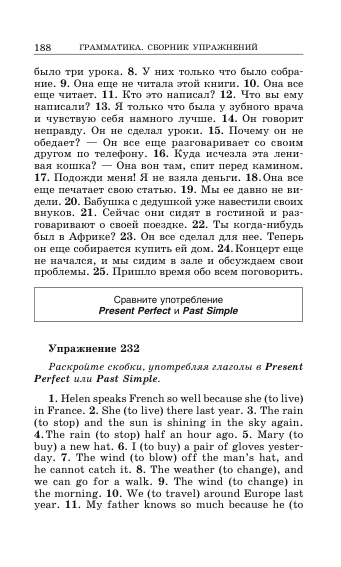 188 ГРАММАТИКА. СБОРНИК УПРАЖНЕНИЙ
было три урока. 8. У них только что было собра-
ние. 9. Она еще не читала этой книги. 10. Она все
еще читает. 11. Кто это написал? 12. Что вы ему
написали? 13. Я только что была у зубного врача
и чувствую себя намного лучше. 14. Он говорит
неправду. Он не сделал уроки. 15. Почему он не
обедает? — Он все еще разговаривает со своим
другом по телефону. 16. Куда исчезла эта лени-
вая кошка? — Она вон там, спит перед камином.
17. Подожди меня! Я не взяла деньги. 18.Она все
еще печатает свою статью. 19. Мы ее давно не ви-
дели. 20. Бабушка с дедушкой уже навестили своих
внуков. 21. Сейчас они сидят в гостиной и раз-
говаривают о своей поездке. 22. Ты когда-нибудь
был в Африке? 23. Он все сделал для нее. Теперь
он еще собирается купить ей дом. 24.Концерт еще
не начался, и мы сидим в зале и обсуждаем свои
проблемы. 25. Пришло время обо всем поговорить.
Сравните употребление
Present Perfect и Past Simple
Упражнение 232
Раскройте скобки, употребляя глаголы в Present
Perfect или Past Simple.
1. Helen speaks French so well because she (to live)
in France. 2. She (to live) there last year. 3. The rain
(to stop) and the sun is shining in the sky again.
4.The rain (to stop) half an hour ago. 5. Mary (to
buy) a new hat. 6. I (to buy) a pair of gloves yester-
day. 7. The wind (to blow) off the man's hat, and
he cannot catch it. 8. The weather (to change), and
we can go for a walk. 9. The wind (to change) in
the morning. 10. We (to travel) around Europe last
year. 11. My father knows so much because he (to